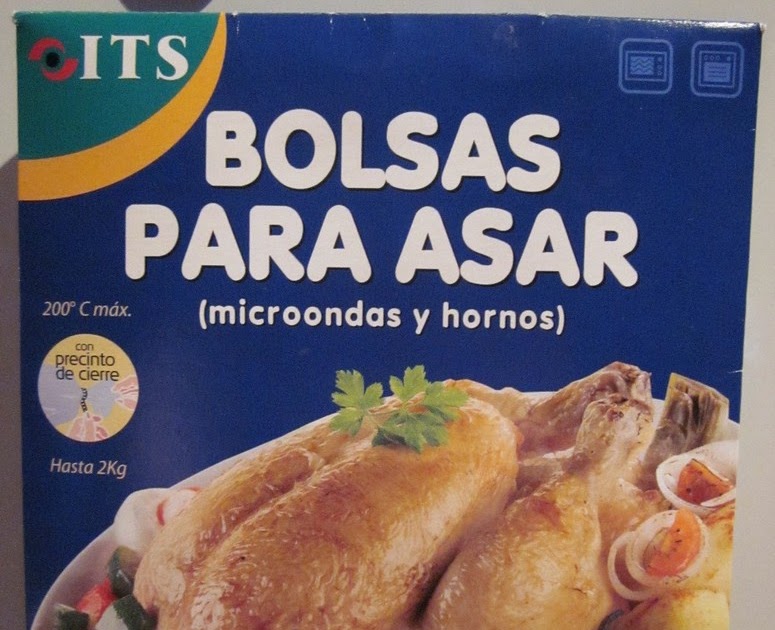 ITS
BOLSAS
PARA ASAR
(microondas y hornos)
200° C máx.
con
precinto
de cierre
Hasta 2Kg